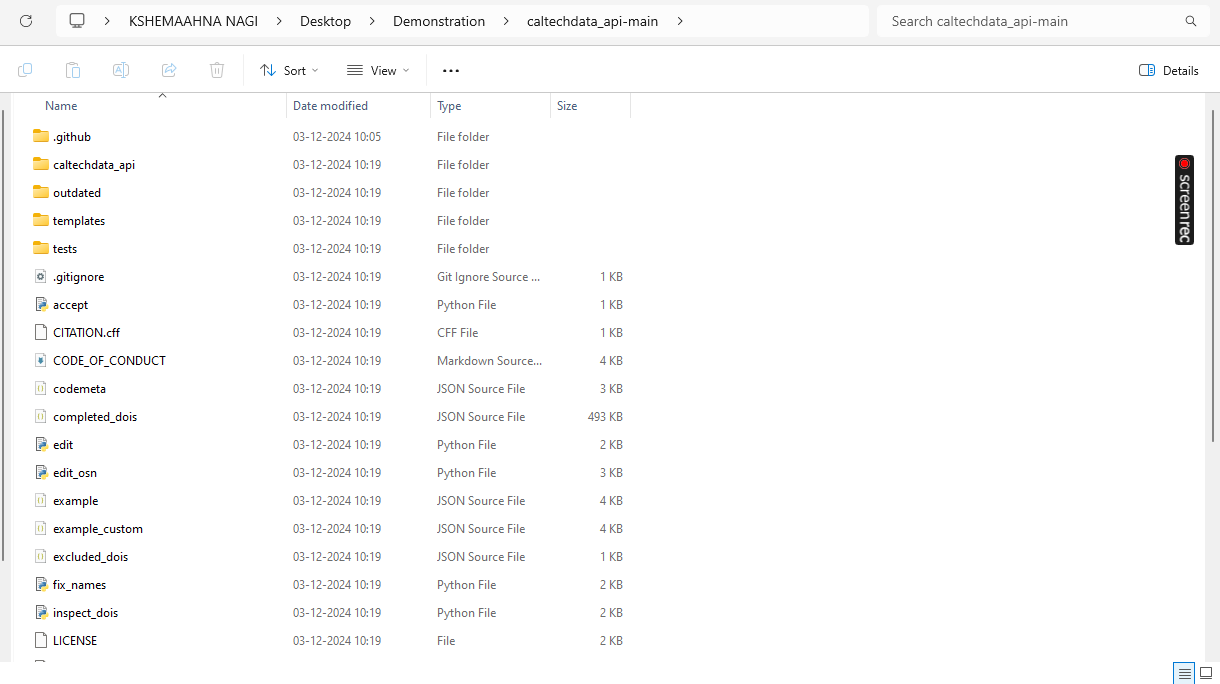 KSHEMAAHNA NAGI > Desktop > Demonstration > caltechdata_api-main >
Search caltechdata_api-main
Sort View ... Details
Name Date modified Type Size
.github 03-12-2024 10:05 File folder
caltechdata_api 03-12-2024 10:19 File folder
outdated 03-12-2024 10:19 File folder
templates 03-12-2024 10:19 File folder
tests 03-12-2024 10:19 File folder
.gitignore 03-12-2024 10:19 Git Ignore Source ... 1 KB
accept 03-12-2024 10:19 Python File 1 KB
CITATION.cff 03-12-2024 10:19 CFF File 1 KB
CODE_OF_CONDUCT 03-12-2024 10:19 Markdown Source... 4 KB
codemeta 03-12-2024 10:19 JSON Source File 3 KB
completed_dois 03-12-2024 10:19 JSON Source File 493 KB
edit 03-12-2024 10:19 Python File 2 KB
edit_osn 03-12-2024 10:19 Python File 3 KB
example 03-12-2024 10:19 JSON Source File 4 KB
example_custom 03-12-2024 10:19 JSON Source File 4 KB
excluded_dois 03-12-2024 10:19 JSON Source File 1 KB
fix_names 03-12-2024 10:19 Python File 2 KB
inspect_dois 03-12-2024 10:19 Python File 2 KB
LICENSE 03-12-2024 10:19 File 2 KB
screenrec